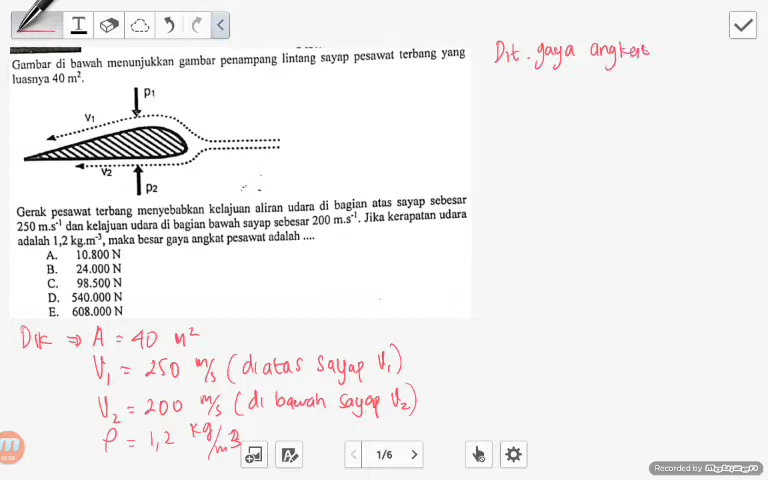 Gambar di bawah menunjukkan gambar penampang lintang sayap pesawat terbang yang
luasnya 40 m².
P1
V1
V2
P2
Gerak pesawat terbang menyebabkan kelajuan aliran udara di bagian atas sayap sebesar
250 m.s⁻¹ dan kelajuan udara di bagian bawah sayap sebesar 200 m.s⁻¹. Jika kerapatan udara
adalah 1,2 kg.m⁻³, maka besar gaya angkat pesawat adalah ....
A. 10.800 N
B. 24.000 N
C. 98.500 N
D. 540.000 N
E. 608.000 N
Dit. gaya angkat
Dik ⇒ A = 40 m²
V₁ = 250 m/s (di atas sayap V₁)
V₂ = 200 m/s (di bawah sayap V₂)
ρ = 1,2 kg/m³
1/6
Recorded by Mobizen